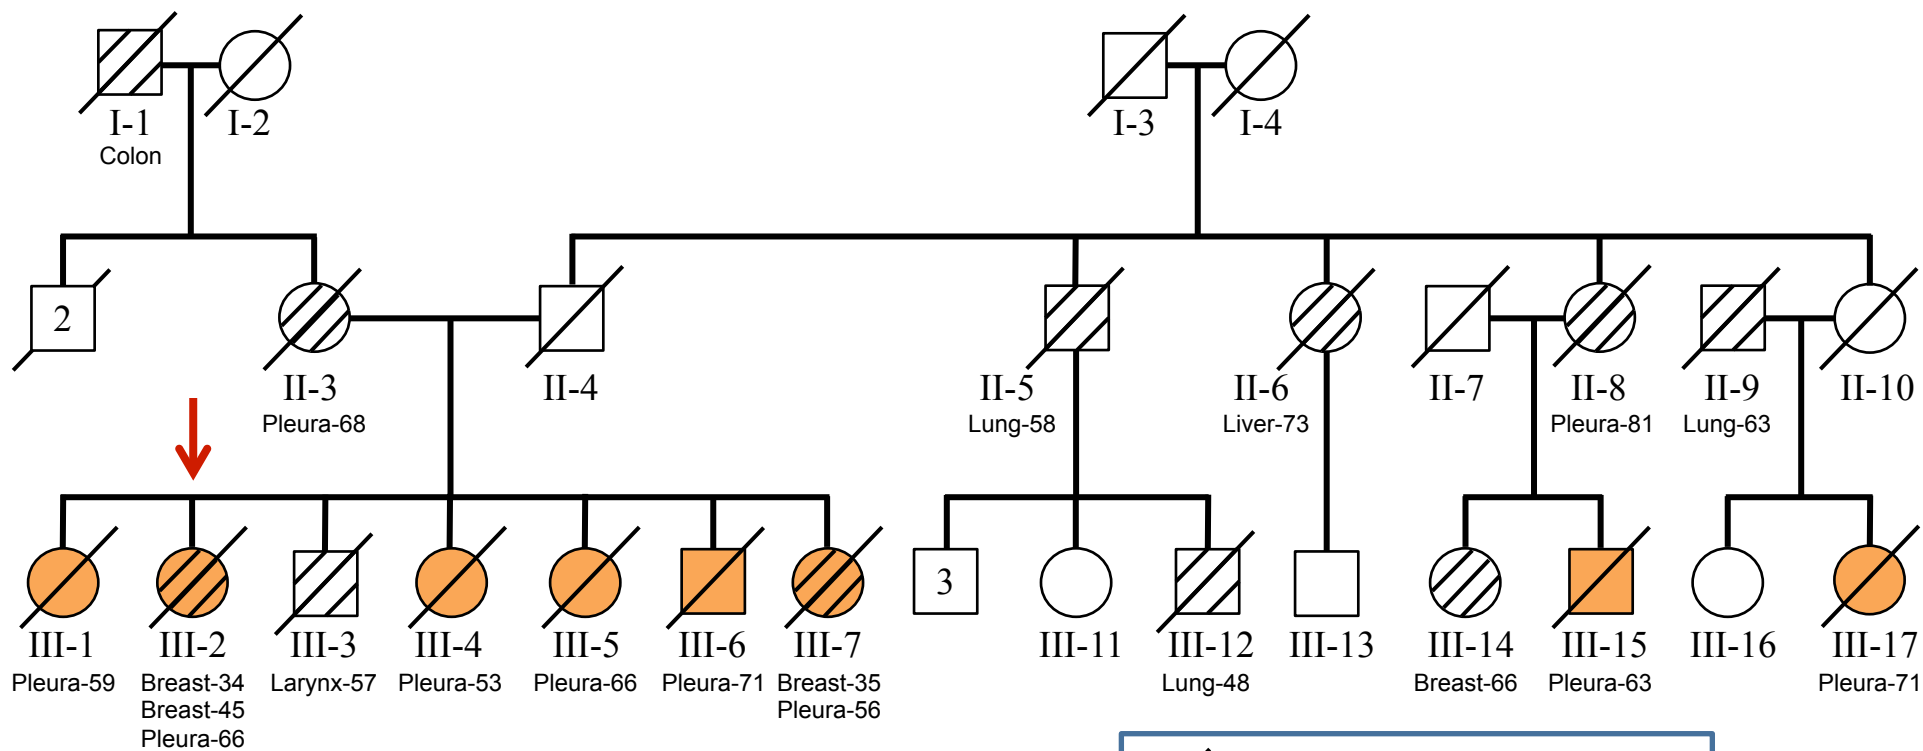 I-1
I-2
I-3
I-4
Colon
2
II-3
II-4
II-5
II-6
II-7
II-8
II-9
II-10
Pleura-68
Lung-58
Liver-73
Pleura-81
Lung-63
3
III-1
III-2
III-3
III-4
III-5
III-6
III-7
III-11
III-12
III-13
III-14
III-15
III-16
III-17
Pleura-59
Breast-34
Larynx-57
Pleura-53
Pleura-66
Pleura-71
Breast-35
Lung-48
Breast-66
Pleura-63
Pleura-71
Breast-45
Pleura-56
Pleura-66